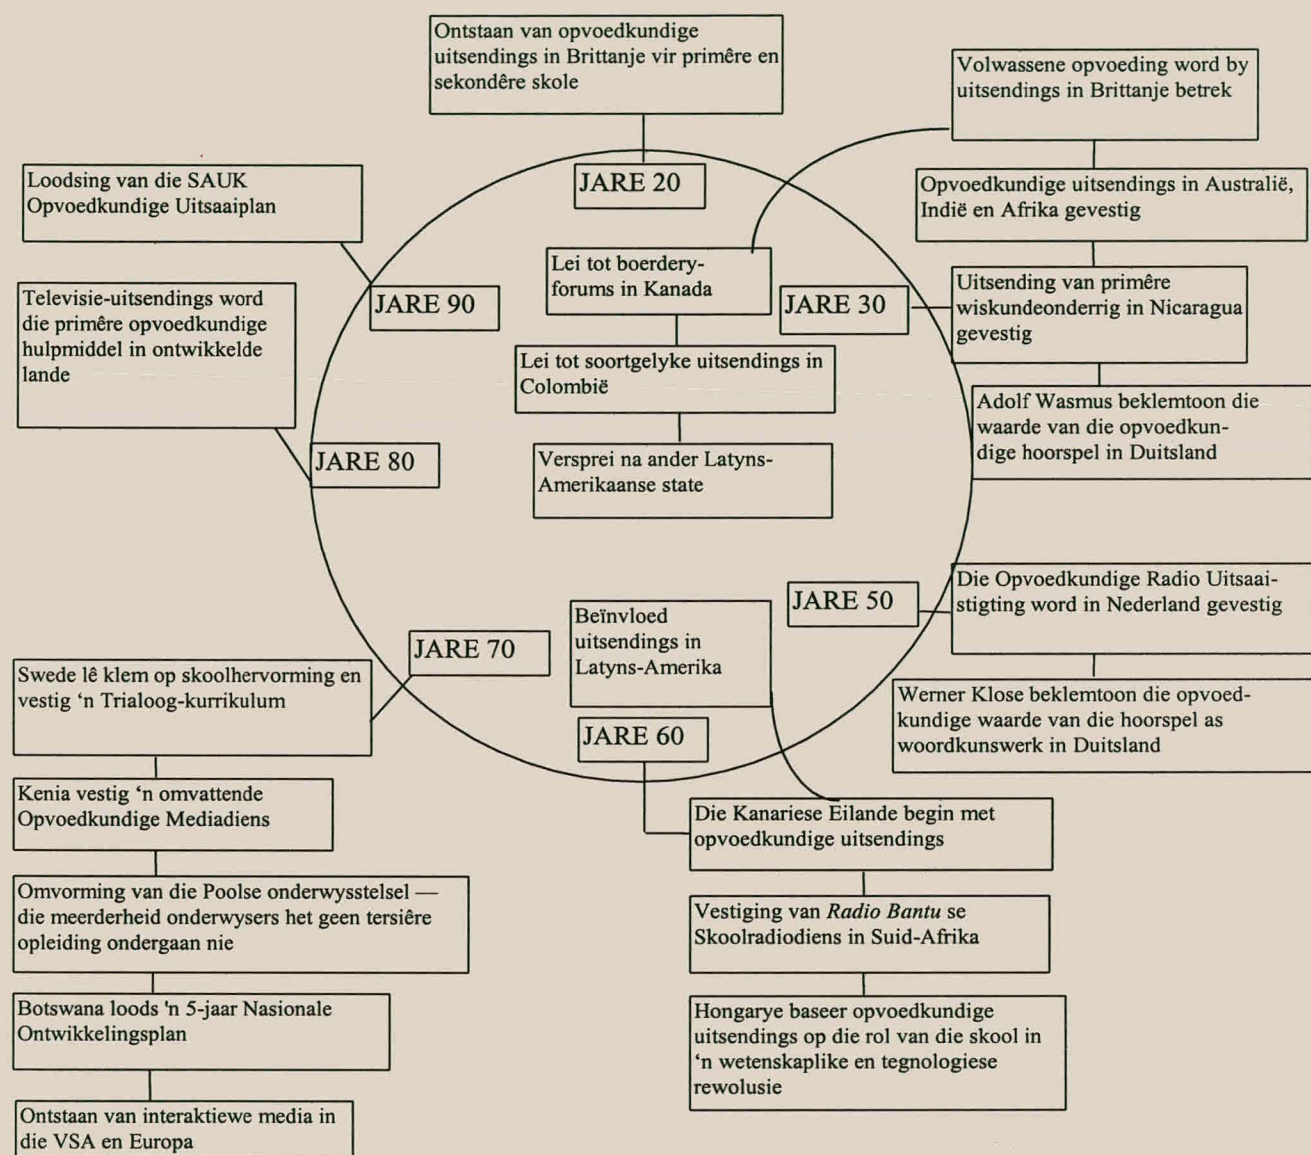 Ontstaan van opvoedkundige
uitsendings in Brittanje vir primêre en
sekondêre skole
JARE 20
Volwassene opvoeding word by
uitsendings in Brittanje betrek
Opvoedkundige uitsendings in Australië,
Indië en Afrika gevestig
JARE 30
Uitsending van primêre
wiskundeonderrig in Nicaragua
gevestig
Adolf Wasmus beklemtoon die
waarde van die opvoedkun-
dige hoorspel in Duitsland
Lei tot boerdery-
forums in Kanada
Lei tot soortgelyke uitsendings in
Colombië
Versprei na ander Latyns-
Amerikaanse state
JARE 50
Die Opvoedkundige Radio Uitsaai-
stigting word in Nederland gevestig
Werner Klose beklemtoon die opvoed-
kundige waarde van die hoorspel as
woordkunswerk in Duitsland
Beïnvloed
uitsendings in
Latyns-Amerika
JARE 60
Die Kanariese Eilande begin met
opvoedkundige uitsendings
Vestiging van Radio Bantu se
Skoolradiodiens in Suid-Afrika
Hongarye baseer opvoedkundige
uitsendings op die rol van die skool in
‘n wetenskaplike en tegnologiese
rewolusie
JARE 70
Swede lê klem op skoolhervorming en
vestig ‘n Trialoog-kurrikulum
Kenia vestig ‘n omvattende
Opvoedkundige Mediadiens
Omvorming van die Poolse onderwysstelsel —
die meerderheid onderwysers het geen tersiêre
opleiding ondergaan nie
Botswana loods 'n 5-jaar Nasionale
Ontwikkelingsplan
Ontstaan van interaktiewe media in
die VSA en Europa
JARE 80
Televisie-uitsendings word
die primêre opvoedkundige
hulpmiddel in ontwikkelde
lande
JARE 90
Loodsing van die SAUK
Opvoedkundige Uitsaaiplan